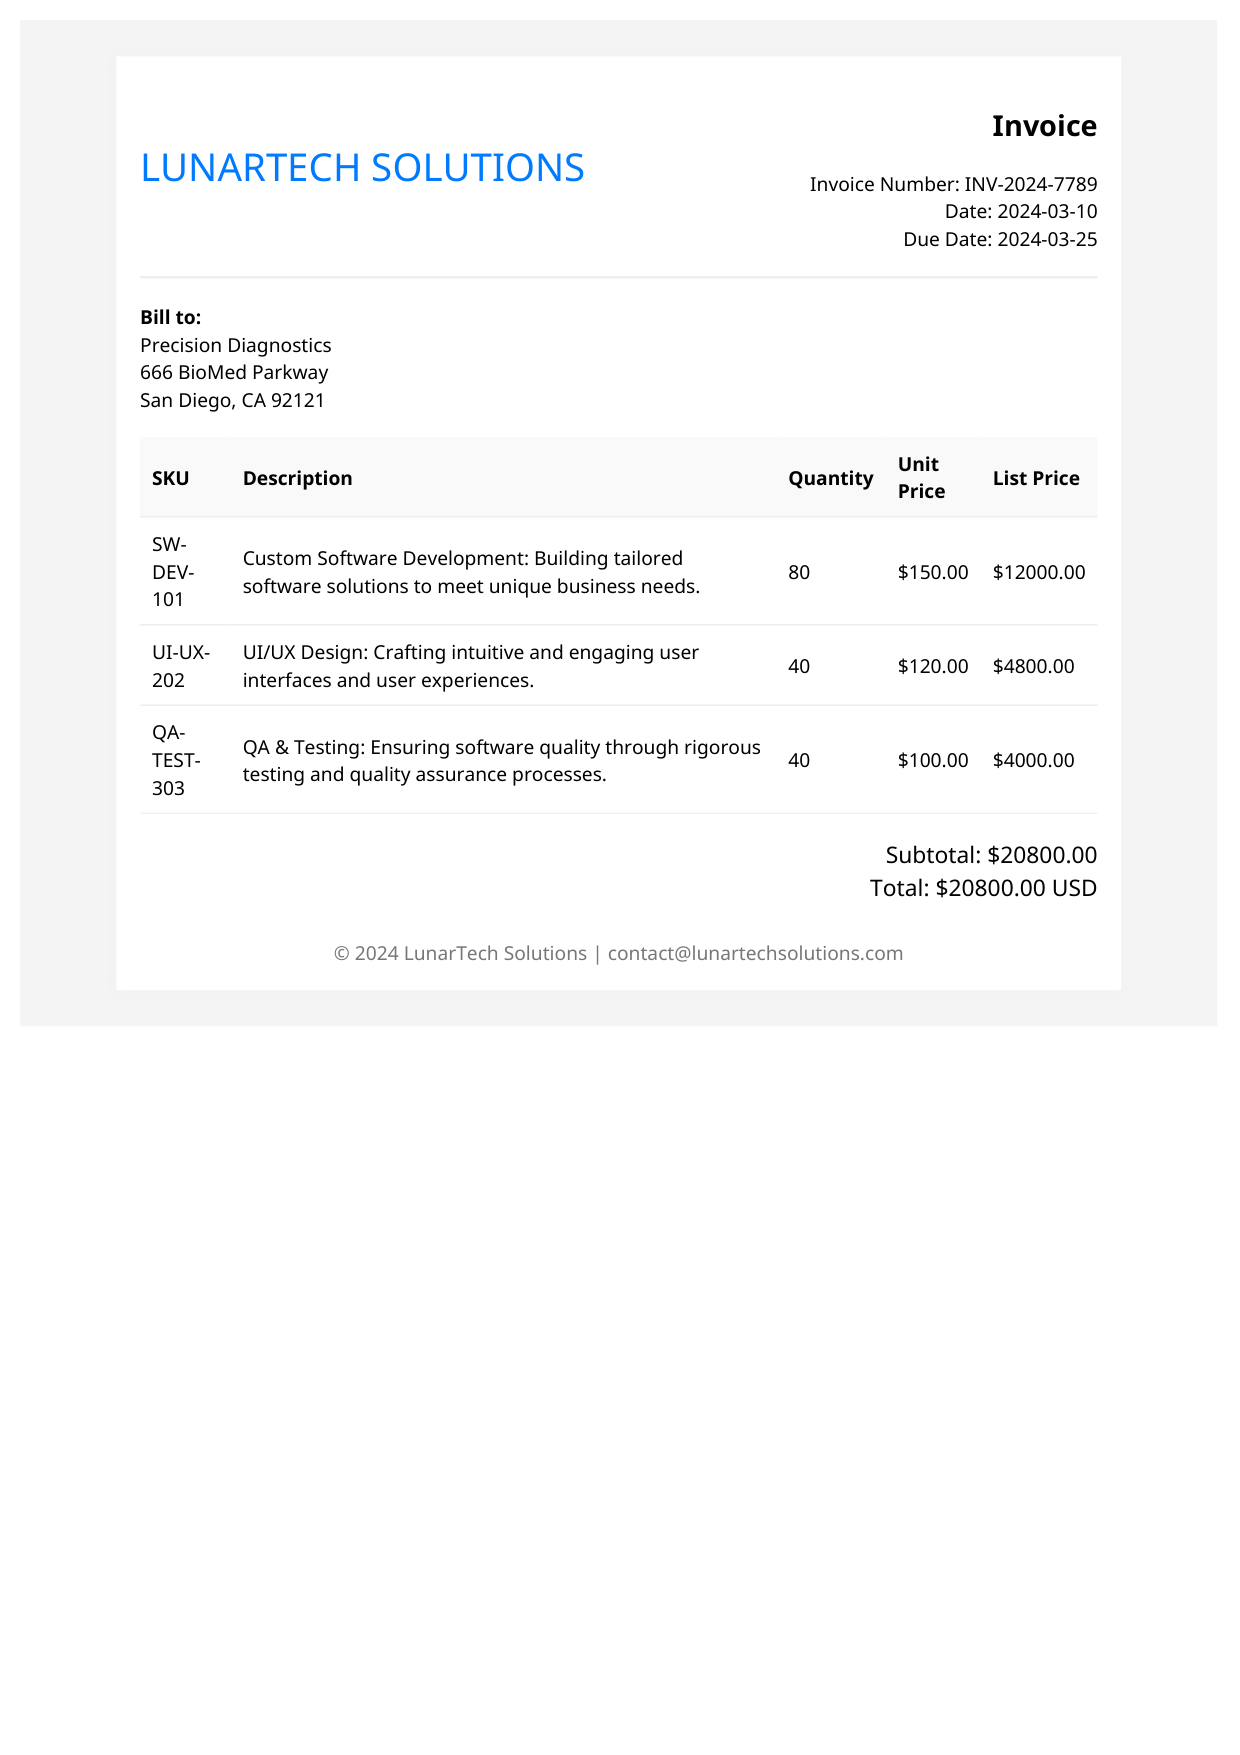 LUNARTECH SOLUTIONS
Invoice
Invoice Number: INV-2024-7789
Date: 2024-03-10
Due Date: 2024-03-25
Bill to:
Precision Diagnostics
666 BioMed Parkway
San Diego, CA 92121
SKU Description Quantity Unit Price List Price
SW-DEV-101 Custom Software Development: Building tailored software solutions to meet unique business needs. 80 $150.00 $12000.00
UI-UX-202 UI/UX Design: Crafting intuitive and engaging user interfaces and user experiences. 40 $120.00 $4800.00
QA-TEST-303 QA & Testing: Ensuring software quality through rigorous testing and quality assurance processes. 40 $100.00 $4000.00
Subtotal: $20800.00
Total: $20800.00 USD
© 2024 LunarTech Solutions | contact@lunartechsolutions.com